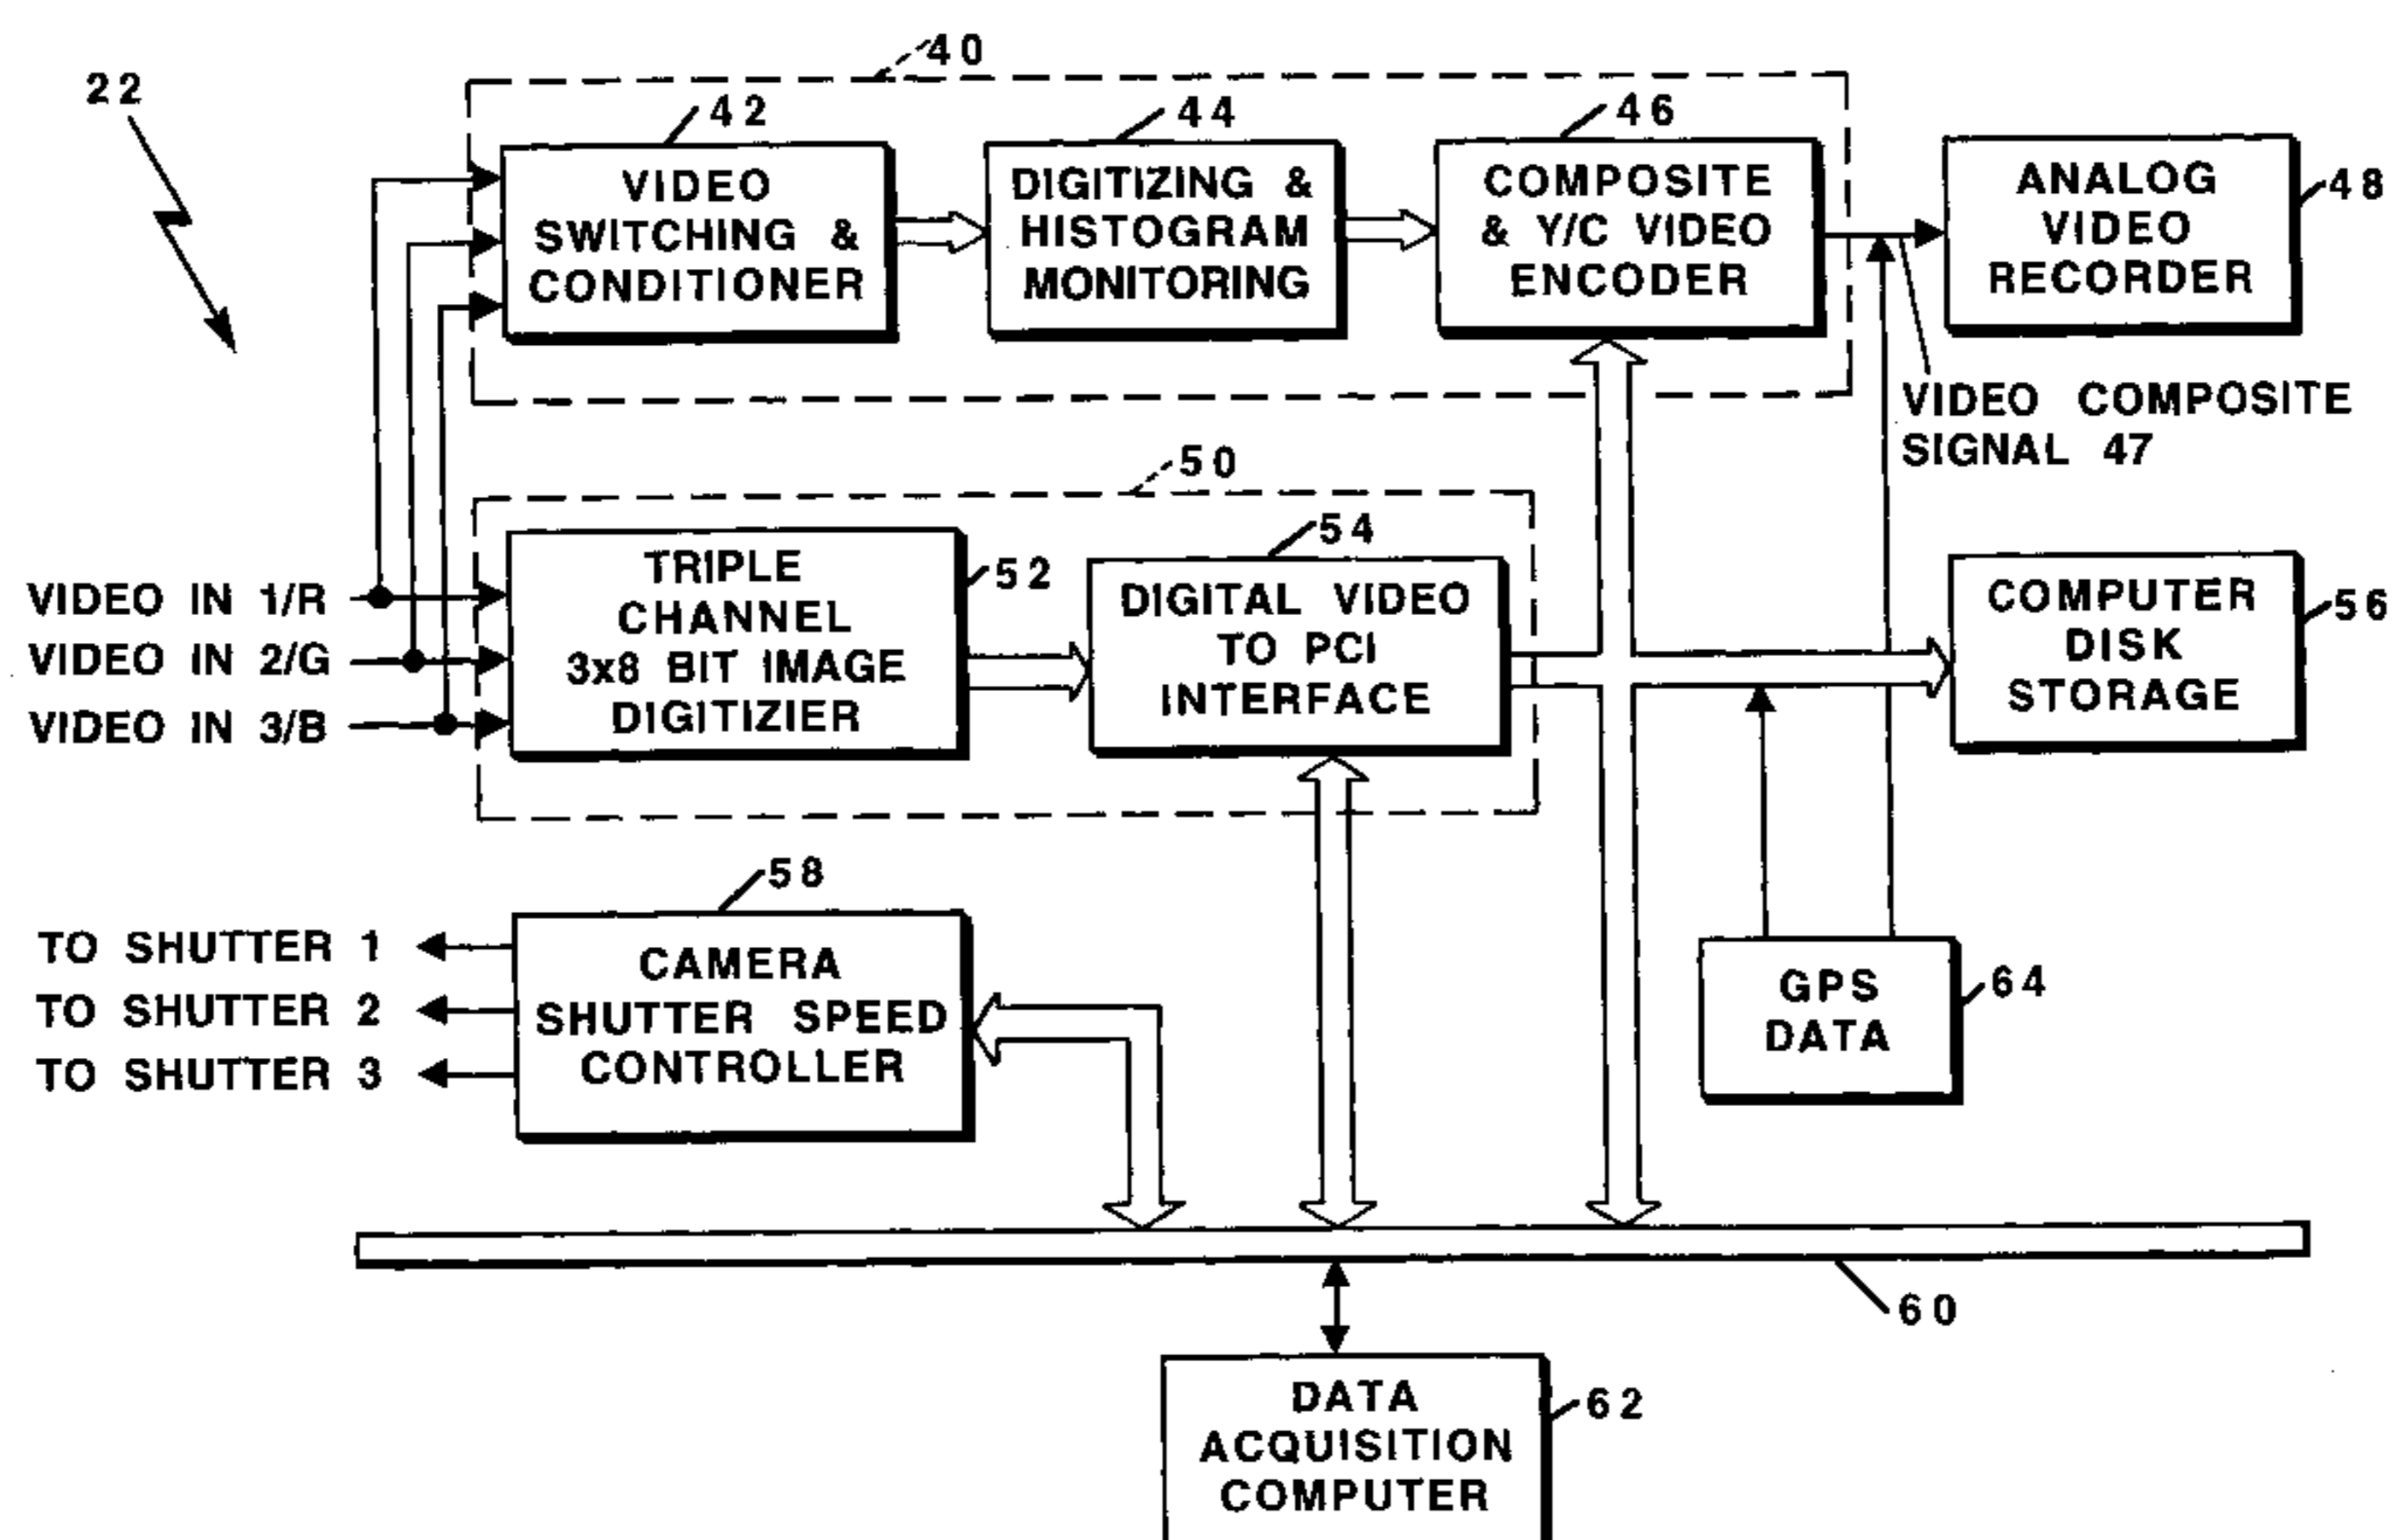 22
40
42
44
46
VIDEO
SWITCHING &
CONDITIONER
DIGITIZING &
HISTOGRAM
MONITORING
COMPOSITE
& Y/C VIDEO
ENCODER
ANALOG
VIDEO
RECORDER
48
VIDEO COMPOSITE
SIGNAL 47
50
VIDEO IN 1/R
VIDEO IN 2/G
VIDEO IN 3/B
TRIPLE
CHANNEL
3x8 BIT IMAGE
DIGITIZIER
52
54
DIGITAL VIDEO
TO PCI
INTERFACE
COMPUTER
DISK
STORAGE
56
58
TO SHUTTER 1
TO SHUTTER 2
TO SHUTTER 3
CAMERA
SHUTTER SPEED
CONTROLLER
GPS
DATA
64
60
DATA
ACQUISITION
COMPUTER
62